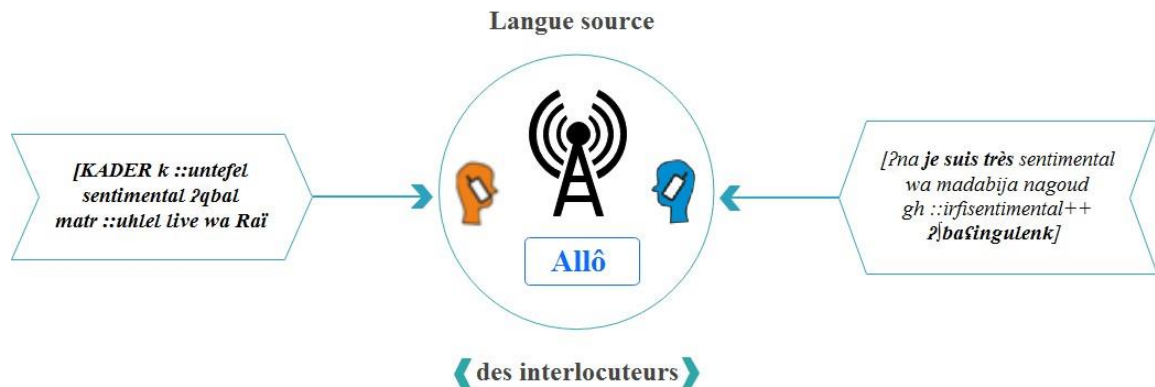 Langue source
[KADER k ::untefel
sentimental ʔqbal
matr ::uhlel live wa Raï
Allô
[ʔna je suis très sentimental
wa madabija nagoud
gh ::irfisentimental++
ʔʃbaʕingulenk]
des interlocuteurs